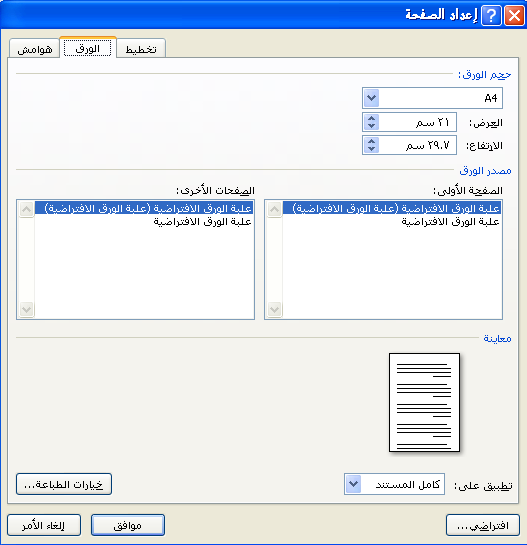 إعداد الصفحة
هوامش الورق تخطيط
حجم الورق:
A4
العرض: ٢١ سم
الارتفاع: ٢٩.٧ سم
مصدر الورق
الصفحة الأولى:
علبة الورق الافتراضية (علبة الورق الافتراضية)
علبة الورق الافتراضية
الصفحات الأخرى:
علبة الورق الافتراضية (علبة الورق الافتراضية)
علبة الورق الافتراضية
معاينة
تطبيق على: كامل المستند
خيارات الطباعة...
افتراضي... موافق إلغاء الأمر